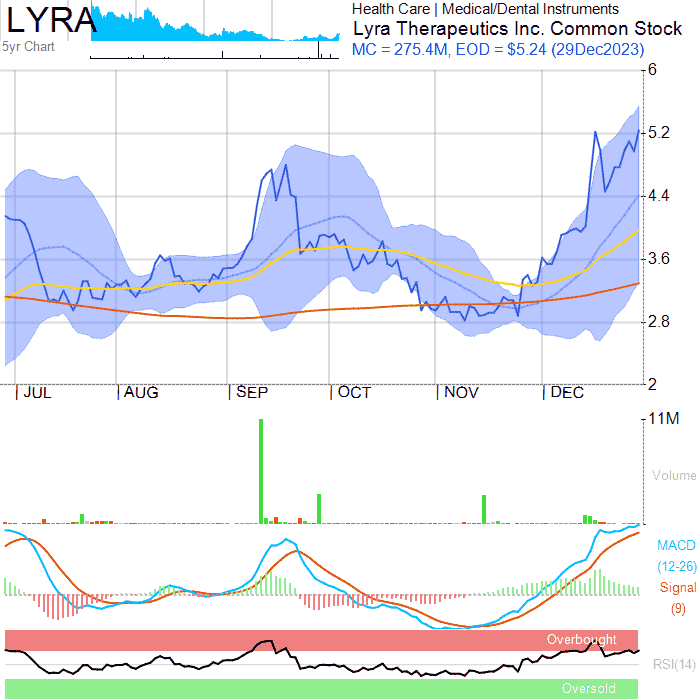 LYRA
5yr Chart
Health Care | Medical/Dental Instruments
Lyra Therapeutics Inc. Common Stock
MC = 275.4M, EOD = $5.24 (29Dec2023)
6
5.2
4.4
3.6
2.8
2
JUL AUG SEP OCT NOV DEC
11M
Volume
MACD
(12-26)
Signal
(9)
Overbought
RSI(14)
Oversold